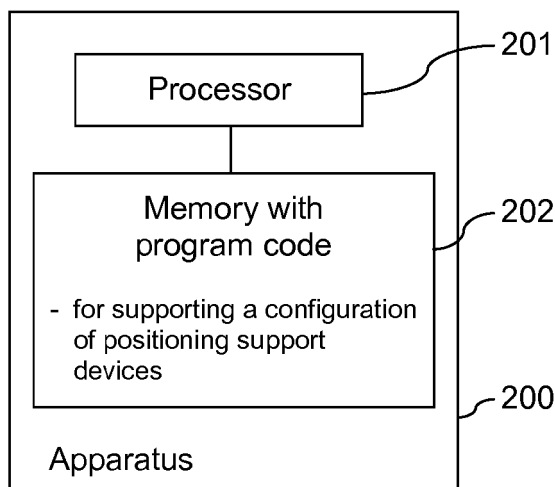 201
Processor
202
Memory with
program code
- for supporting a configuration
of positioning support
devices
200
Apparatus